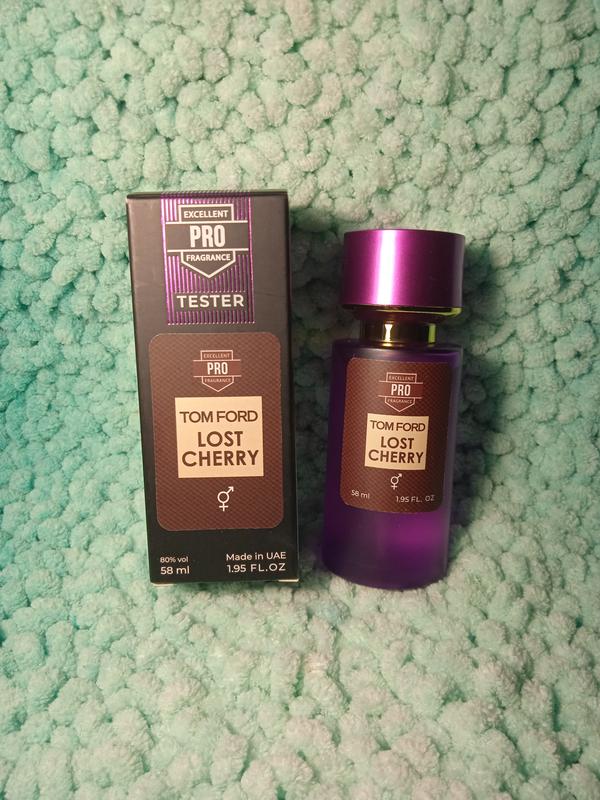 EXCELLENT
PRO
FRAGRANCE
TESTER
EXCELLENT
PRO
FRAGRANCE
TOM FORD
LOST
CHERRY
80% vol
58 ml
Made in UAE
1.95 FL.OZ
EXCELLENT
PRO
FRAGRANCE
TOM FORD
LOST
CHERRY
58 ml
1.95 FL. OZ